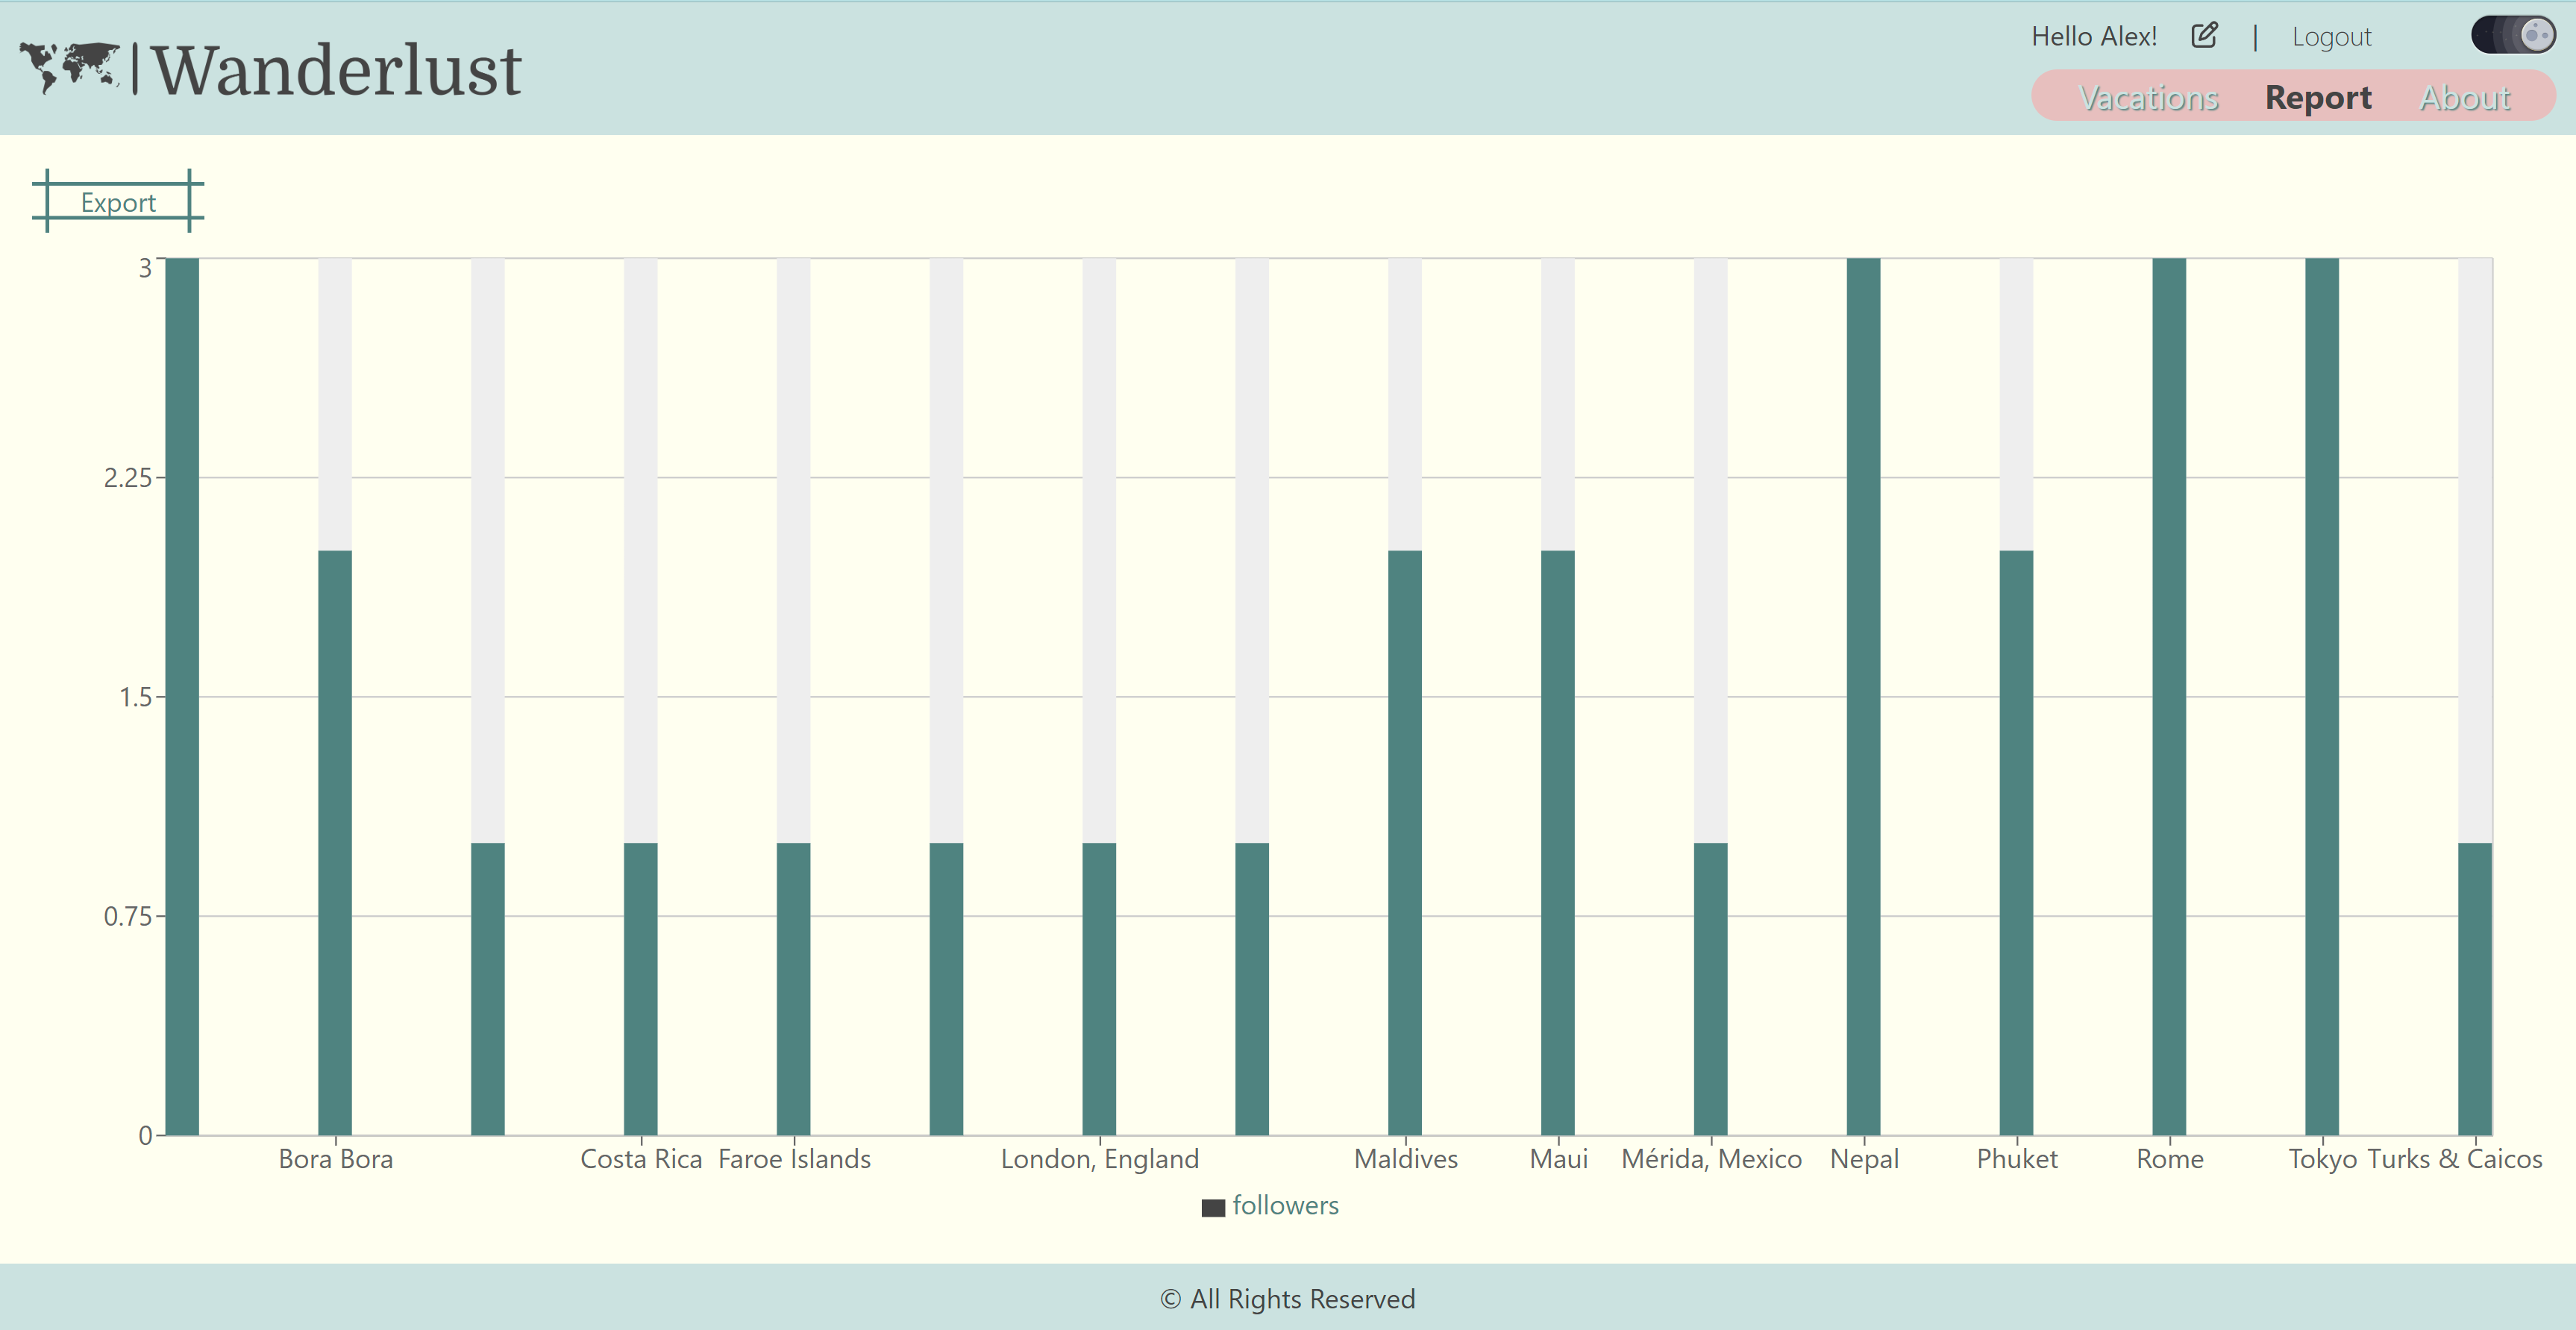 Wanderlust
Hello Alex! | Logout
Vacations Report About
Export
3
2.25
1.5
0.75
0
Bora Bora Costa Rica Faroe Islands London, England Maldives Maui Mérida, Mexico Nepal Phuket Rome Tokyo Turks & Caicos
followers
© All Rights Reserved